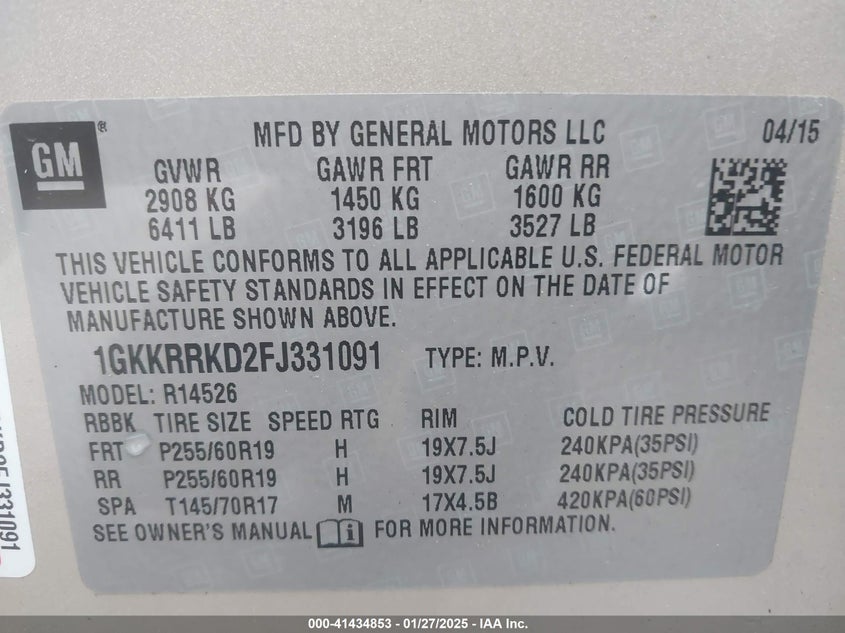 GM ® MFD BY GENERAL MOTORS LLC 04/15
GVWR GAWR FRT GAWR RR
2908 KG 1450 KG 1600 KG
6411 LB 3196 LB 3527 LB
THIS VEHICLE CONFORMS TO ALL APPLICABLE U.S. FEDERAL MOTOR
VEHICLE SAFETY STANDARDS IN EFFECT ON THE DATE OF
MANUFACTURE SHOWN ABOVE.
1GKKRRKD2FJ331091 TYPE: M.P.V.
MODEL: R14526
RBBK TIRE SIZE SPEED RTG RIM COLD TIRE PRESSURE
FRT P255/60R19 H 19X7.5J 240KPA(35PSI)
RR P255/60R19 H 19X7.5J 240KPA(35PSI)
SPA T145/70R17 M 17X4.5B 420KPA(60PSI)
SEE OWNER'S MANUAL i FOR MORE INFORMATION.
J331091
000-41434853 - 01/27/2025 - IAA Inc.